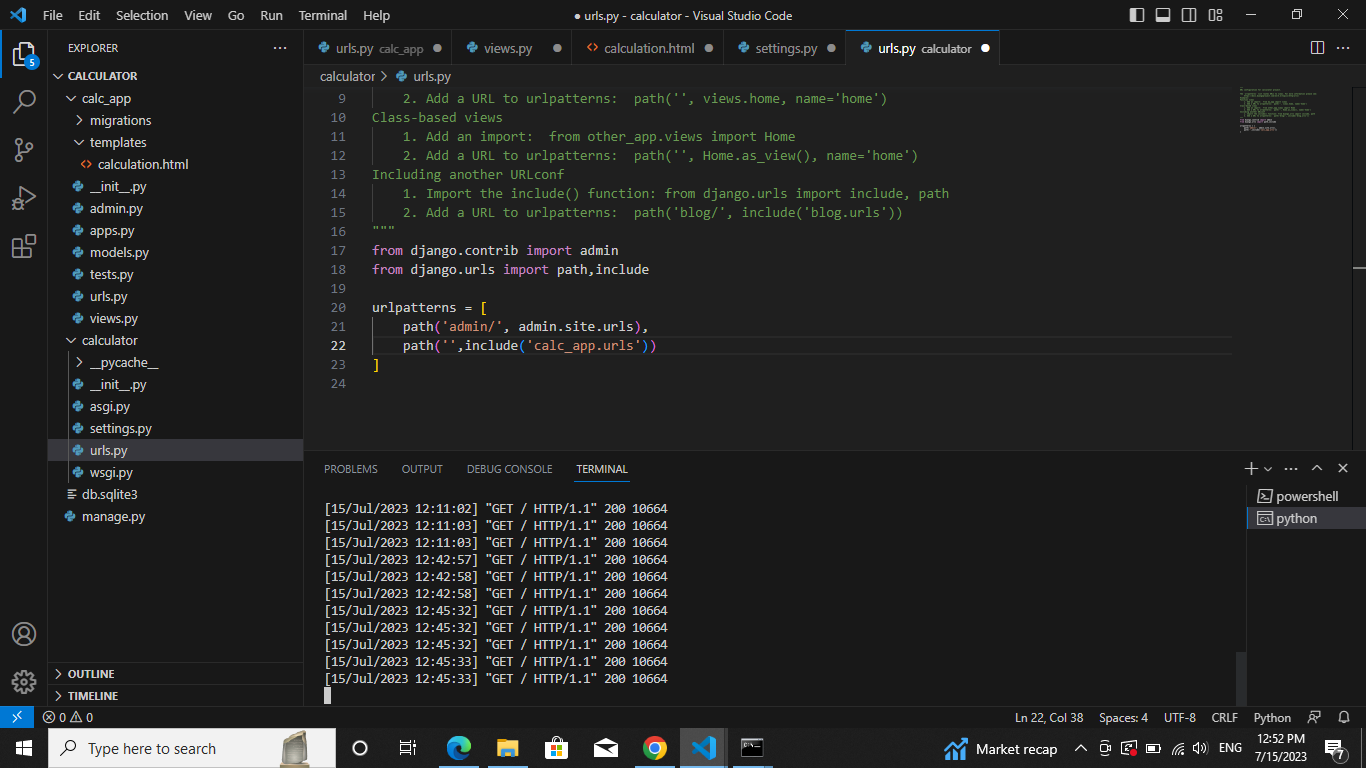 File Edit Selection View Go Run Terminal Help
● urls.py - calculator - Visual Studio Code
EXPLORER
CALCULATOR
calc_app
migrations
templates
calculation.html
__init__.py
admin.py
apps.py
models.py
tests.py
urls.py
views.py
calculator
__pycache__
__init__.py
asgi.py
settings.py
urls.py
wsgi.py
db.sqlite3
manage.py
OUTLINE
TIMELINE
5
urls.py calc_app ● views.py ● calculation.html ● settings.py ● urls.py calculator ●
calculator > urls.py
9 2. Add a URL to urlpatterns:  path('', views.home, name='home')
10 Class-based views
11 1. Add an import:  from other_app.views import Home
12 2. Add a URL to urlpatterns:  path('', Home.as_view(), name='home')
13 Including another URLconf
14 1. Import the include() function: from django.urls import include, path
15 2. Add a URL to urlpatterns:  path('blog/', include('blog.urls'))
16 """
17 from django.contrib import admin
18 from django.urls import path,include
19
20 urlpatterns = [
21 path('admin/', admin.site.urls),
22 path('',include('calc_app.urls'))
23 ]
24
PROBLEMS OUTPUT DEBUG CONSOLE TERMINAL
[15/Jul/2023 12:11:02] "GET / HTTP/1.1" 200 10664
[15/Jul/2023 12:11:03] "GET / HTTP/1.1" 200 10664
[15/Jul/2023 12:11:03] "GET / HTTP/1.1" 200 10664
[15/Jul/2023 12:42:57] "GET / HTTP/1.1" 200 10664
[15/Jul/2023 12:42:58] "GET / HTTP/1.1" 200 10664
[15/Jul/2023 12:42:58] "GET / HTTP/1.1" 200 10664
[15/Jul/2023 12:45:32] "GET / HTTP/1.1" 200 10664
[15/Jul/2023 12:45:32] "GET / HTTP/1.1" 200 10664
[15/Jul/2023 12:45:32] "GET / HTTP/1.1" 200 10664
[15/Jul/2023 12:45:33] "GET / HTTP/1.1" 200 10664
[15/Jul/2023 12:45:33] "GET / HTTP/1.1" 200 10664
powershell
python
0 0
Ln 22, Col 38 Spaces: 4 UTF-8 CRLF Python
Type here to search
Market recap
ENG
12:52 PM
7/15/2023
7